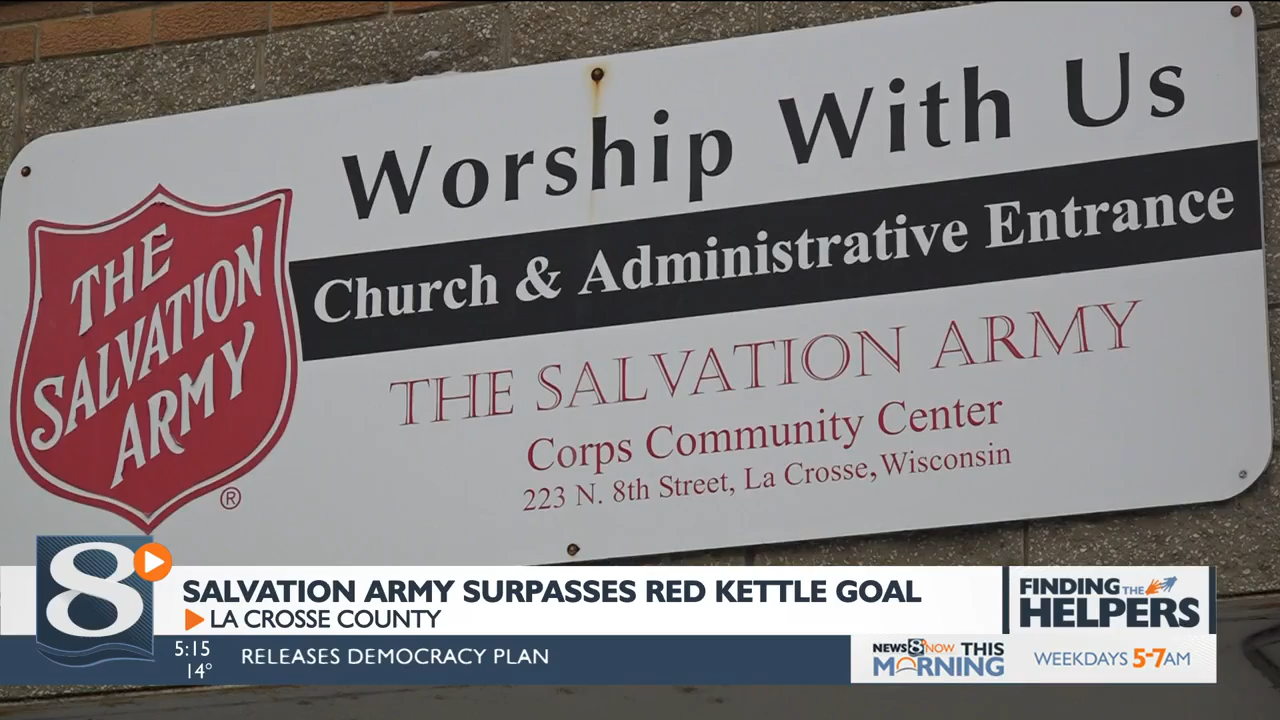 Worship With Us
Church & Administrative Entrance
THE SALVATION ARMY
Corps Community Center
223 N. 8th Street, La Crosse, Wisconsin
THE
SALVATION
ARMY
®
8
SALVATION ARMY SURPASSES RED KETTLE GOAL
LA CROSSE COUNTY
FINDING THE
HELPERS
5:15
14°
RELEASES DEMOCRACY PLAN
NEWS 8 NOW THIS
MORNING
WEEKDAYS 5-7AM